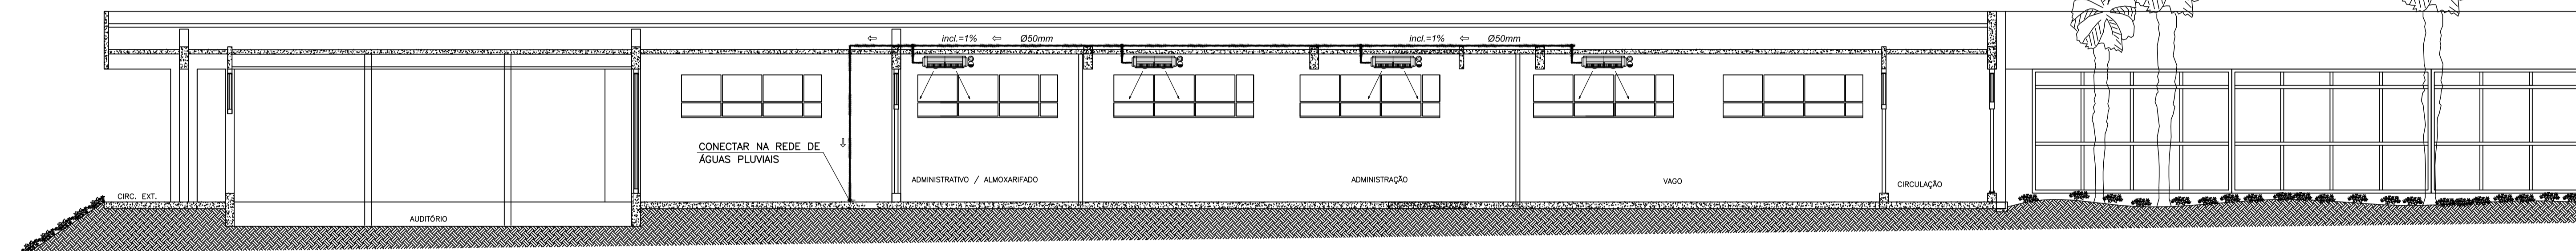 incl.=1%
Ø50mm
incl.=1%
Ø50mm
CONECTAR NA REDE DE
ÁGUAS PLUVIAIS
ADMINISTRATIVO / ALMOXARIFADO
ADMINISTRAÇÃO
VAGO
CIRCULAÇÃO
CIRC. EXT.
AUDITÓRIO